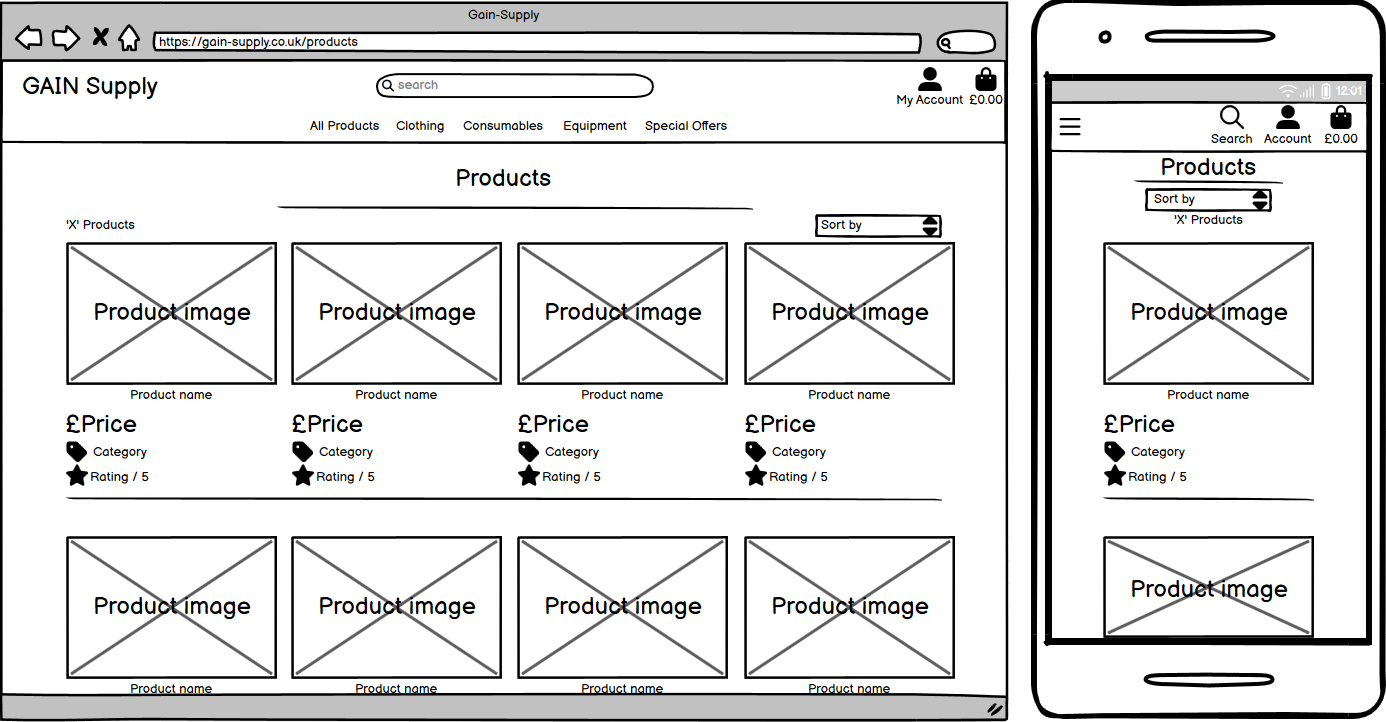 Gain-Supply
https://gain-supply.co.uk/products
GAIN Supply
search
My Account £0.00
All Products Clothing Consumables Equipment Special Offers
Products
'X' Products
Sort by
Product image Product image Product image Product image
Product name Product name Product name Product name
£Price £Price £Price £Price
Category Category Category Category
Rating / 5 Rating / 5 Rating / 5 Rating / 5
Product image Product image Product image Product image
Product name Product name Product name Product name
12:01
Search Account £0.00
Products
Sort by
'X' Products
Product image
Product name
£Price
Category
Rating / 5
Product image